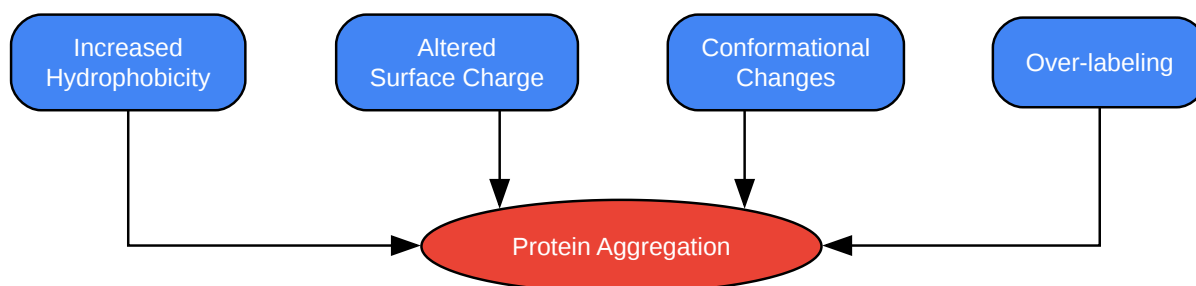 Increased
Hydrophobicity
Altered
Surface Charge
Conformational
Changes
Over-labeling
Protein Aggregation